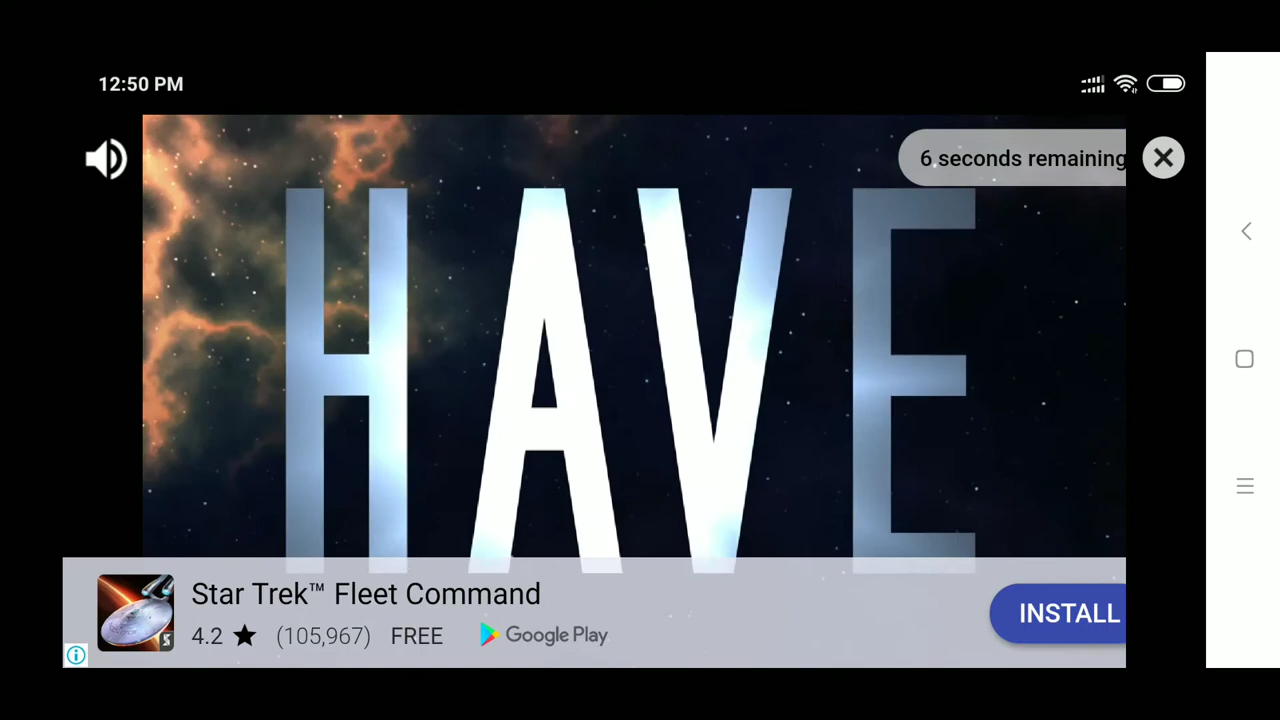 12:50 PM
6 seconds remaining
HAVE
Star Trek™ Fleet Command
4.2 ★ (105,967) FREE Google Play
INSTALL